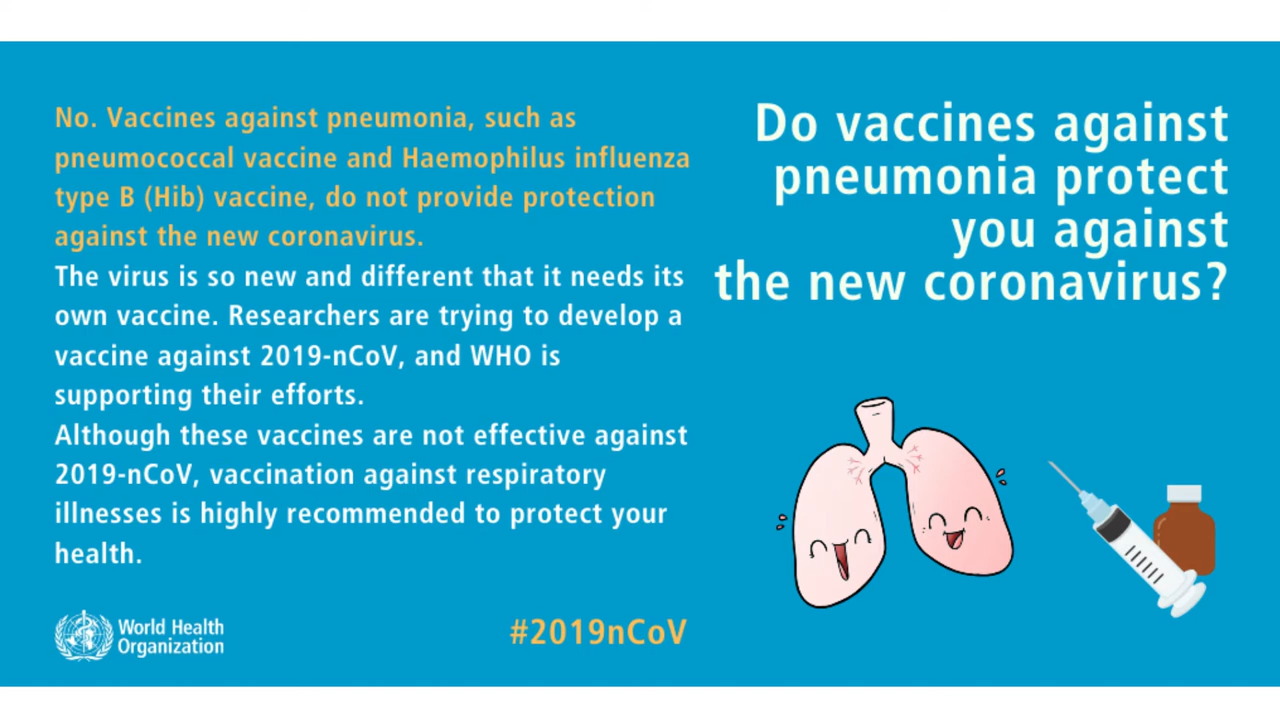 Do vaccines against
pneumonia protect
you against
the new coronavirus?
No. Vaccines against pneumonia, such as
pneumococcal vaccine and Haemophilus influenza
type B (Hib) vaccine, do not provide protection
against the new coronavirus.
The virus is so new and different that it needs its
own vaccine. Researchers are trying to develop a
vaccine against 2019-nCoV, and WHO is
supporting their efforts.
Although these vaccines are not effective against
2019-nCoV, vaccination against respiratory
illnesses is highly recommended to protect your
health.
World Health
Organization
#2019nCoV